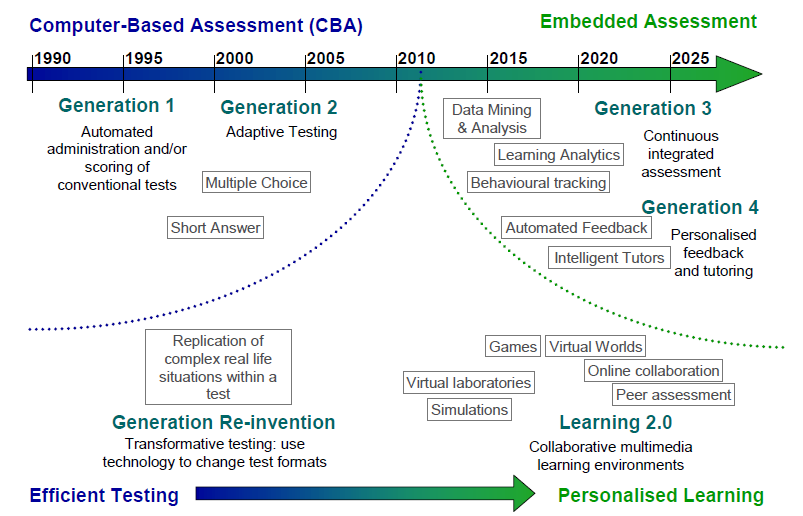 Computer-Based Assessment (CBA)
Embedded Assessment
1990
1995
2000
2005
2010
2015
2020
2025
Generation 1
Automated
administration and/or
scoring of
conventional tests
Generation 2
Adaptive Testing
Multiple Choice
Short Answer
Data Mining
& Analysis
Learning Analytics
Behavioural tracking
Generation 3
Continuous
integrated
assessment
Automated Feedback
Intelligent Tutors
Generation 4
Personalised
feedback
and tutoring
Replication of
complex real life
situations within a
test
Generation Re-invention
Transformative testing: use
technology to change test formats
Games
Virtual Worlds
Virtual laboratories
Online collaboration
Simulations
Peer assessment
Learning 2.0
Collaborative multimedia
learning environments
Efficient Testing
Personalised Learning